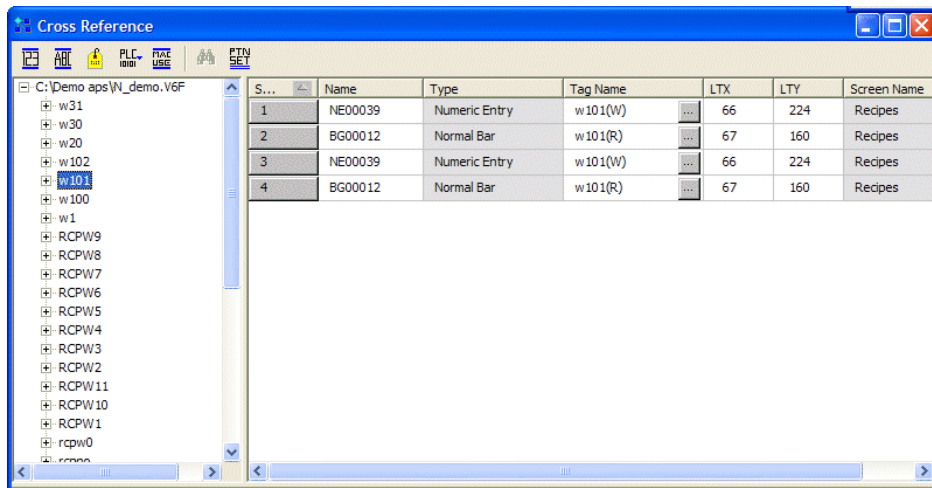 Cross Reference
123 ABC PLC 10101 MAC USE PTN SET
C:\Demo aps\N_demo.V6F
w31
w30
w20
w102
w101
w100
w1
RCPW9
RCPW8
RCPW7
RCPW6
RCPW5
RCPW4
RCPW3
RCPW2
RCPW11
RCPW10
RCPW1
rcpw0
S... Name Type Tag Name LTX LTY Screen Name
1 NE00039 Numeric Entry w101(W) ... 66 224 Recipes
2 BG00012 Normal Bar w101(R) ... 67 160 Recipes
3 NE00039 Numeric Entry w101(W) ... 66 224 Recipes
4 BG00012 Normal Bar w101(R) ... 67 160 Recipes